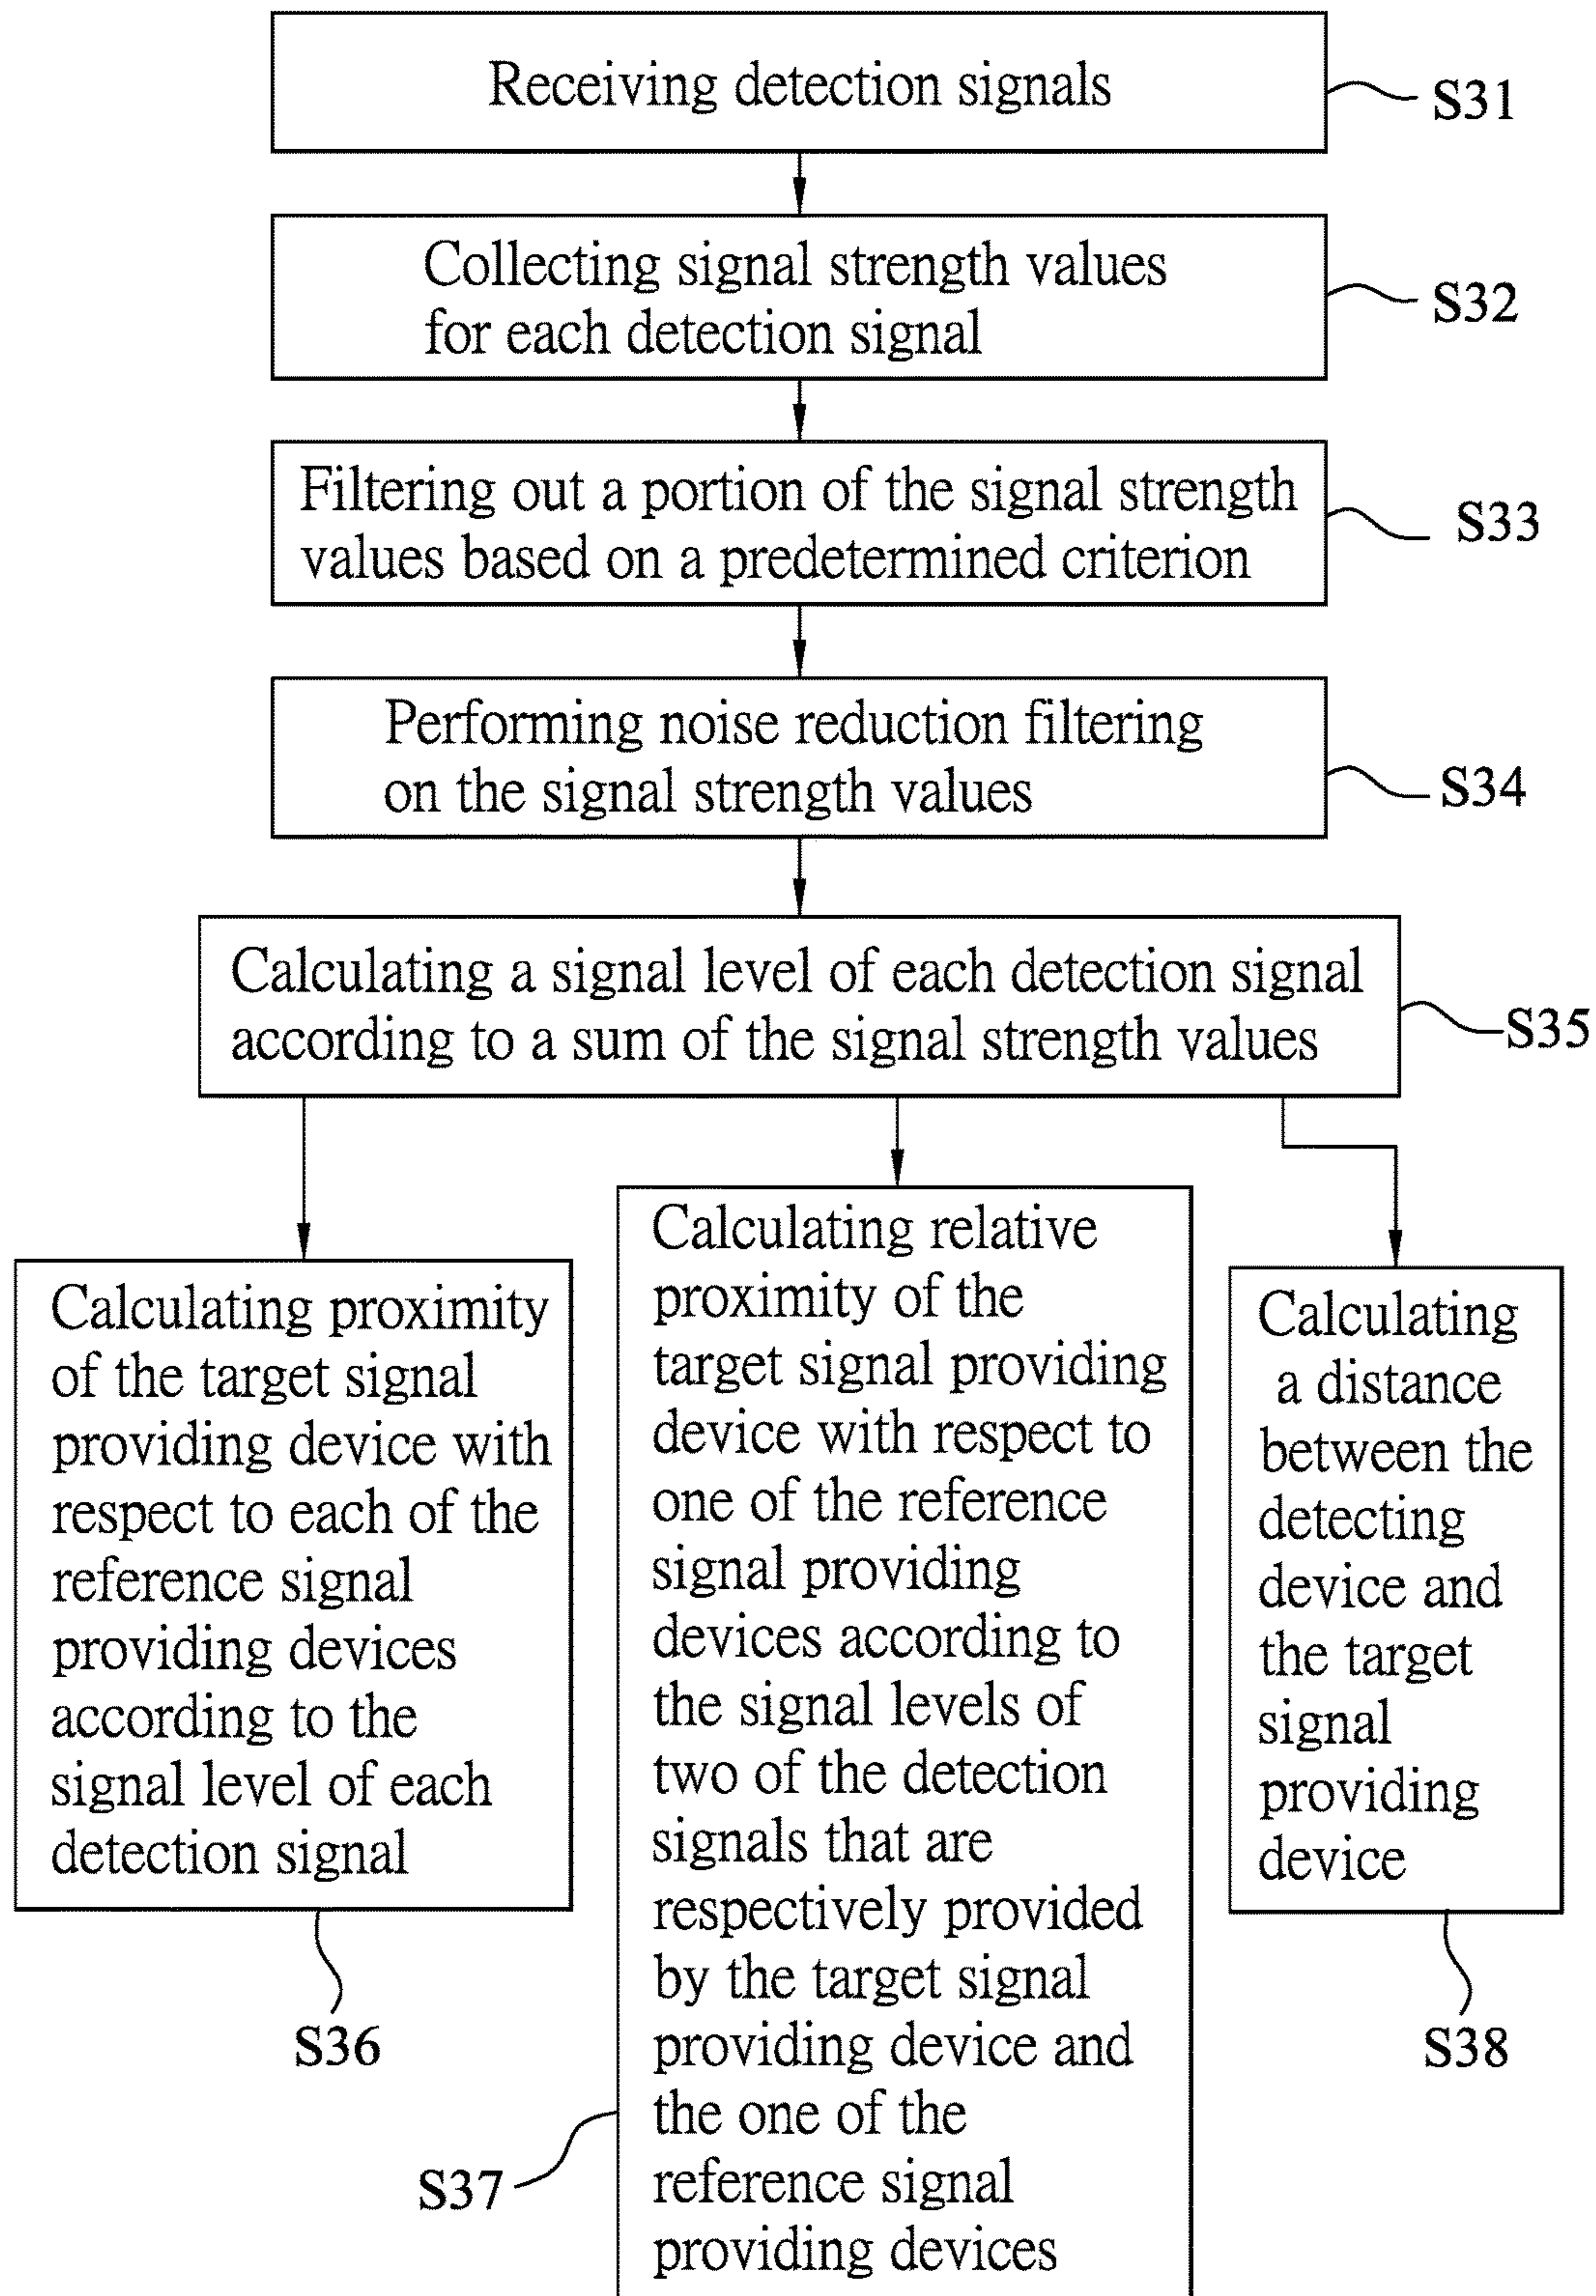 Receiving detection signals
S31
Collecting signal strength values
for each detection signal
S32
Filtering out a portion of the signal strength
values based on a predetermined criterion
S33
Performing noise reduction filtering
on the signal strength values
S34
Calculating a signal level of each detection signal
according to a sum of the signal strength values
S35
Calculating proximity
of the target signal
providing device with
respect to each of the
reference signal
providing devices
according to the
signal level of each
detection signal
S36
Calculating relative
proximity of the
target signal providing
device with respect to
one of the reference
signal providing
devices according to
the signal levels of
two of the detection
signals that are
respectively provided
by the target signal
providing device and
the one of the
reference signal
providing devices
S37
Calculating
a distance
between the
detecting
device and
the target
signal
providing
device
S38